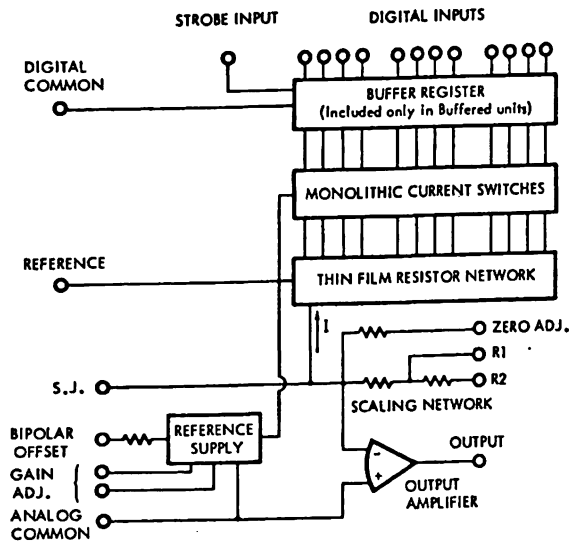 STROBE INPUT
DIGITAL INPUTS
DIGITAL
COMMON
BUFFER REGISTER
(Included only in Buffered units)
MONOLITHIC CURRENT SWITCHES
REFERENCE
THIN FILM RESISTOR NETWORK
I
ZERO ADJ.
R1
S.J.
R2
SCALING NETWORK
BIPOLAR
OFFSET
REFERENCE
SUPPLY
GAIN
ADJ.
OUTPUT
-
+
OUTPUT
AMPLIFIER
ANALOG
COMMON